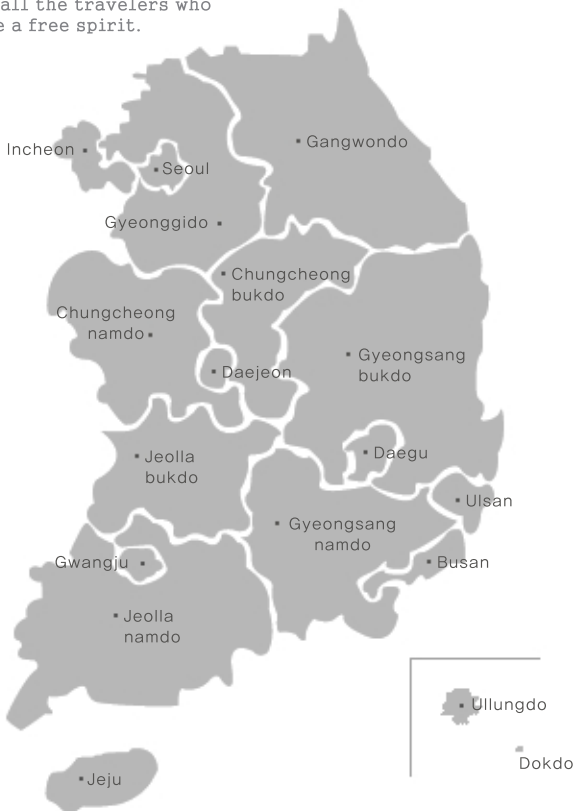 all the travelers who
e a free spirit.
Gangwondo
Incheon
Seoul
Gyeonggido
Chungcheong
bukdo
Chungcheong
namdo
Gyeongsang
bukdo
Daejeon
Jeolla
bukdo
Daegu
Ulsan
Gyeongsang
namdo
Gwangju
Busan
Jeolla
namdo
Ullungdo
Dokdo
Jeju